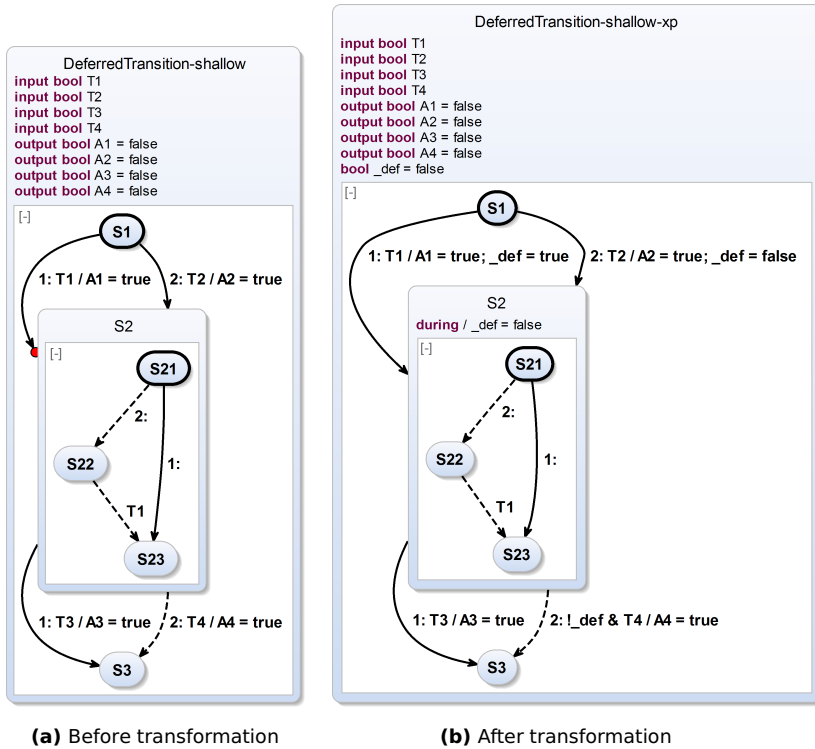 DeferredTransition-shallow
input bool T1
input bool T2
input bool T3
input bool T4
output bool A1 = false
output bool A2 = false
output bool A3 = false
output bool A4 = false
[-]
S1
1: T1 / A1 = true
2: T2 / A2 = true
S2
[-]
S21
2:
S22
1:
T1
S23
1: T3 / A3 = true
2: T4 / A4 = true
S3
(a) Before transformation
DeferredTransition-shallow-xp
input bool T1
input bool T2
input bool T3
input bool T4
output bool A1 = false
output bool A2 = false
output bool A3 = false
output bool A4 = false
bool _def = false
[-]
S1
1: T1 / A1 = true; _def = true
2: T2 / A2 = true; _def = false
S2
during / _def = false
[-]
S21
2:
S22
1:
T1
S23
1: T3 / A3 = true
2: !_def & T4 / A4 = true
S3
(b) After transformation